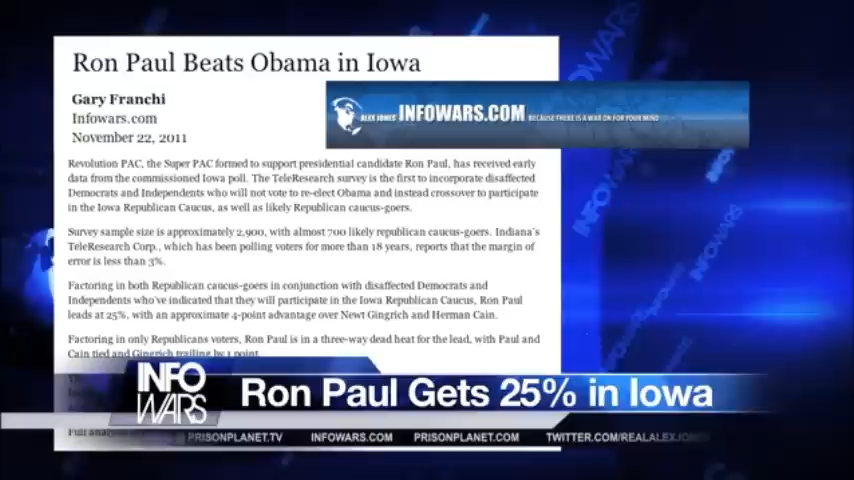 Ron Paul Beats Obama in Iowa
Gary Franchi
Infowars.com
November 22, 2011
ALEX JONES' INFOWARS.COM BECAUSE THERE IS A WAR ON FOR YOUR MIND
Revolution PAC, the Super PAC formed to support presidential candidate Ron Paul, has received early
data from the commissioned Iowa poll. The TeleResearch survey is the first to incorporate disaffected
Democrats and Independents who will not vote to re-elect Obama and instead crossover to participate
in the Iowa Republican Caucus, as well as likely Republican caucus-goers.
Survey sample size is approximately 2,900, with almost 700 likely republican caucus-goers. Indiana's
TeleResearch Corp., which has been polling voters for more than 18 years, reports that the margin of
error is less than 3%.
Factoring in both Republican caucus-goers in conjunction with disaffected Democrats and
Independents who've indicated that they will participate in the Iowa Republican Caucus, Ron Paul
leads at 25%, with an approximate 4-point advantage over Newt Gingrich and Herman Cain.
Factoring in only Republicans voters, Ron Paul is in a three-way dead heat for the lead, with Paul and
Cain tied and Gingrich trailing by 1 point.
INFO
WARS
Ron Paul Gets 25% in Iowa
Full
PRISONPLANET.TV INFOWARS.COM PRISONPLANET.COM TWITTER.COM/REALALEXJONES
INFOWARS
INFOWARS
INFOWARS